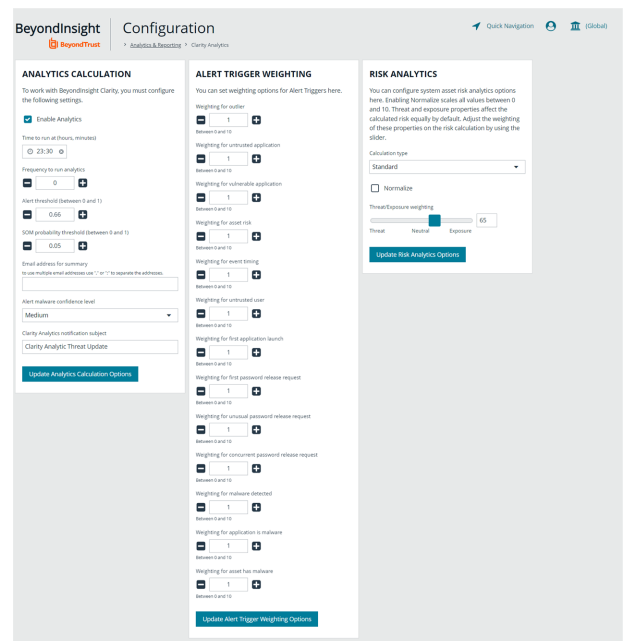 BeyondInsight
BeyondTrust
Configuration
> Analytics & Reporting > Clarity Analytics
Quick Navigation
(Global)
ANALYTICS CALCULATION
To work with BeyondInsight Clarity, you must configure
the following settings.
Enable Analytics
Time to run at (hours, minutes)
23:30
Frequency to run analytics
0
Alert threshold (between 0 and 1)
0.66
SOM probability threshold (between 0 and 1)
0.05
Email address for summary
to use multiple email addresses use "," or ";" to separate the addresses.
Alert malware confidence level
Medium
Clarity Analytics notification subject
Clarity Analytic Threat Update
Update Analytics Calculation Options
ALERT TRIGGER WEIGHTING
You can set weighting options for Alert Triggers here.
Weighting for outlier
1
Between 0 and 10
Weighting for untrusted application
1
Between 0 and 10
Weighting for vulnerable application
1
Between 0 and 10
Weighting for asset risk
1
Between 0 and 10
Weighting for event timing
1
Between 0 and 10
Weighting for untrusted user
1
Between 0 and 10
Weighting for first application launch
1
Between 0 and 10
Weighting for first password release request
1
Between 0 and 10
Weighting for unusual password release request
1
Between 0 and 10
Weighting for concurrent password release request
1
Between 0 and 10
Weighting for malware detected
1
Between 0 and 10
Weighting for application is malware
1
Between 0 and 10
Weighting for asset has malware
1
Between 0 and 10
Update Alert Trigger Weighting Options
RISK ANALYTICS
You can configure system asset risk analytics options
here. Enabling Normalize scales all values between 0
and 10. Threat and exposure properties affect the
calculated risk equally by default. Adjust the weighting
of these properties on the risk calculation by using the
slider.
Calculation type
Standard
Normalize
Threat/Exposure weighting
65
Threat Neutral Exposure
Update Risk Analytics Options